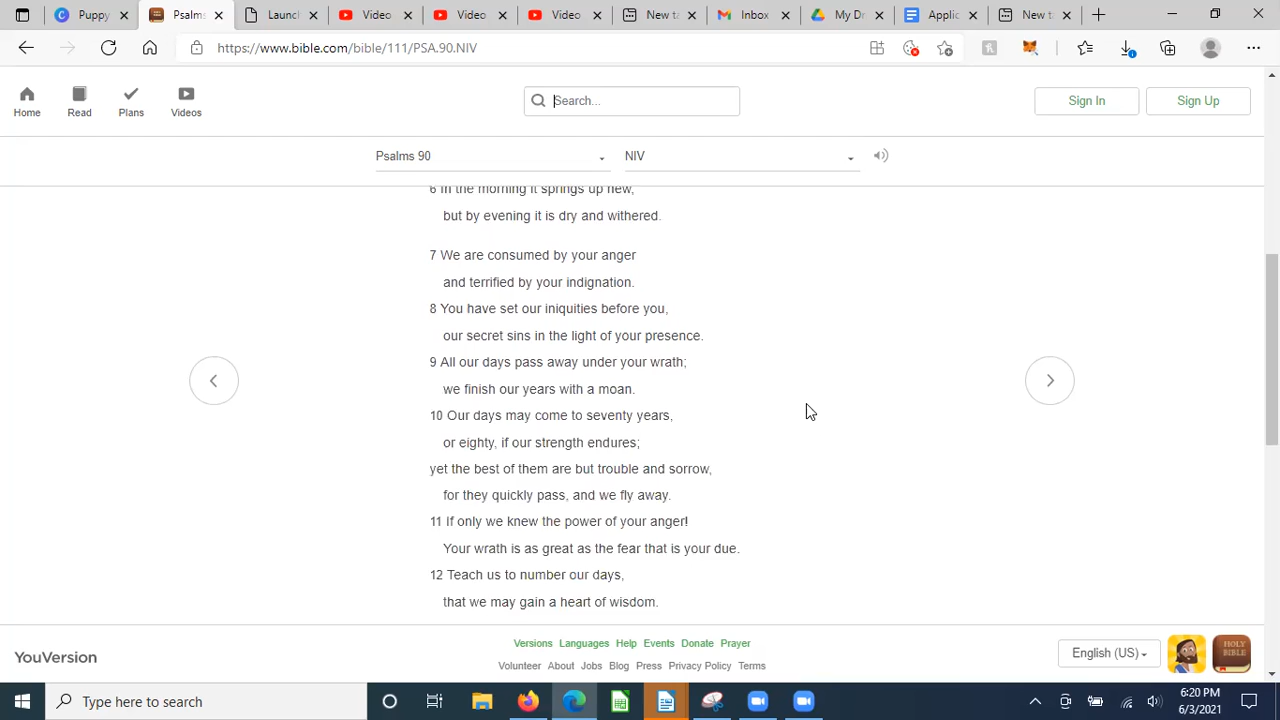 Puppy
Psalms
Launch
Video
Video
Video
New ta
Inbox
My Dr
Applic
New ta
https://www.bible.com/bible/111/PSA.90.NIV
Home
Read
Plans
Videos
Search...
Sign In
Sign Up
Psalms 90
NIV
6 In the morning it springs up new,
but by evening it is dry and withered.
7 We are consumed by your anger
and terrified by your indignation.
8 You have set our iniquities before you,
our secret sins in the light of your presence.
9 All our days pass away under your wrath;
we finish our years with a moan.
10 Our days may come to seventy years,
or eighty, if our strength endures;
yet the best of them are but trouble and sorrow,
for they quickly pass, and we fly away.
11 If only we knew the power of your anger!
Your wrath is as great as the fear that is your due.
12 Teach us to number our days,
that we may gain a heart of wisdom.
Versions Languages Help Events Donate Prayer
YouVersion
Volunteer About Jobs Blog Press Privacy Policy Terms
English (US)
HOLY
BIBLE
Type here to search
6:20 PM
6/3/2021